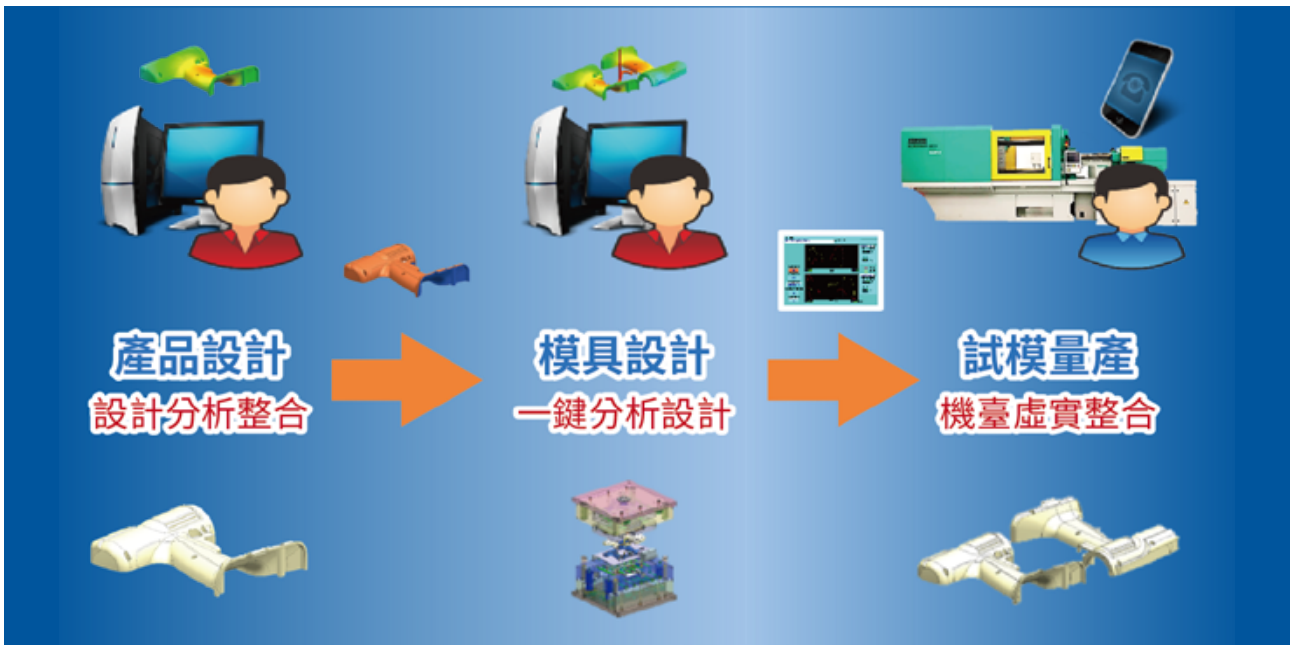 產品設計
設計分析整合
模具設計
一鍵分析設計
試模量產
機臺虛實整合